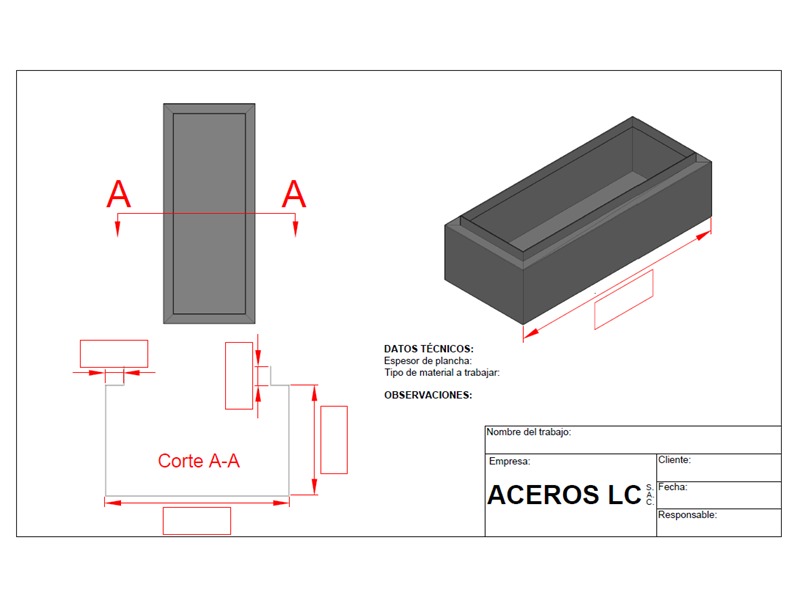 A A
Corte A-A
DATOS TÉCNICOS:
Espesor de plancha:
Tipo de material a trabajar:
OBSERVACIONES:
Nombre del trabajo:
Empresa:
ACEROS LC S.A.C.
Cliente:
Fecha:
Responsable: